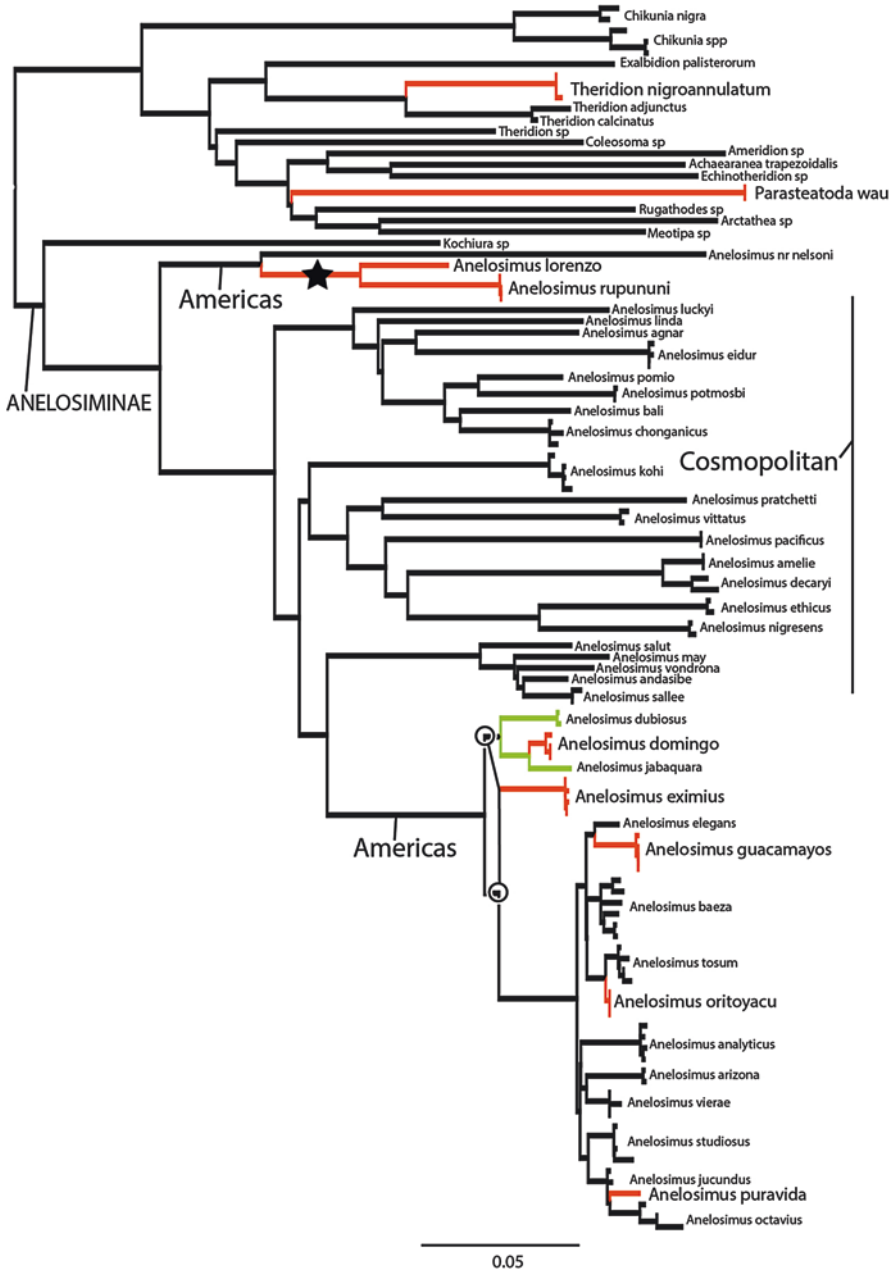 Chikunia nigra
Chikunia spp
Exalbidion palisterorum
Theridion nigroannulatum
Theridion adjunctus
Theridion calcinatus
Theridion sp
Coleosoma sp
Ameridion sp
Achaearanea trapezoidalis
Echinotheridion sp
Parasteatoda wau
Rugathodes sp
Arctathea sp
Meotipa sp
Kochiura sp
Anelosimus nr nelsoni
Anelosimus lorenzo
Americas
Anelosimus rupununi
Anelosimus luckyi
Anelosimus linda
Anelosimus agnar
Anelosimus eidur
Anelosimus pomio
Anelosimus potmosbi
ANELOSIMINAE
Anelosimus bali
Anelosimus chonganicus
Cosmopolitan
Anelosimus kohi
Anelosimus pratchetti
Anelosimus vittatus
Anelosimus pacificus
Anelosimus amelie
Anelosimus decaryi
Anelosimus ethicus
Anelosimus nigresens
Anelosimus salut
Anelosimus may
Anelosimus vondrona
Anelosimus andasibe
Anelosimus sallee
Anelosimus dubiosus
Anelosimus domingo
Anelosimus jabaquara
Anelosimus eximius
Anelosimus elegans
Americas
Anelosimus guacamayos
Anelosimus baeza
Anelosimus tosum
Anelosimus oritoyacu
Anelosimus analyticus
Anelosimus arizona
Anelosimus vierae
Anelosimus studiosus
Anelosimus jucundus
Anelosimus puravida
Anelosimus octavius
0.05